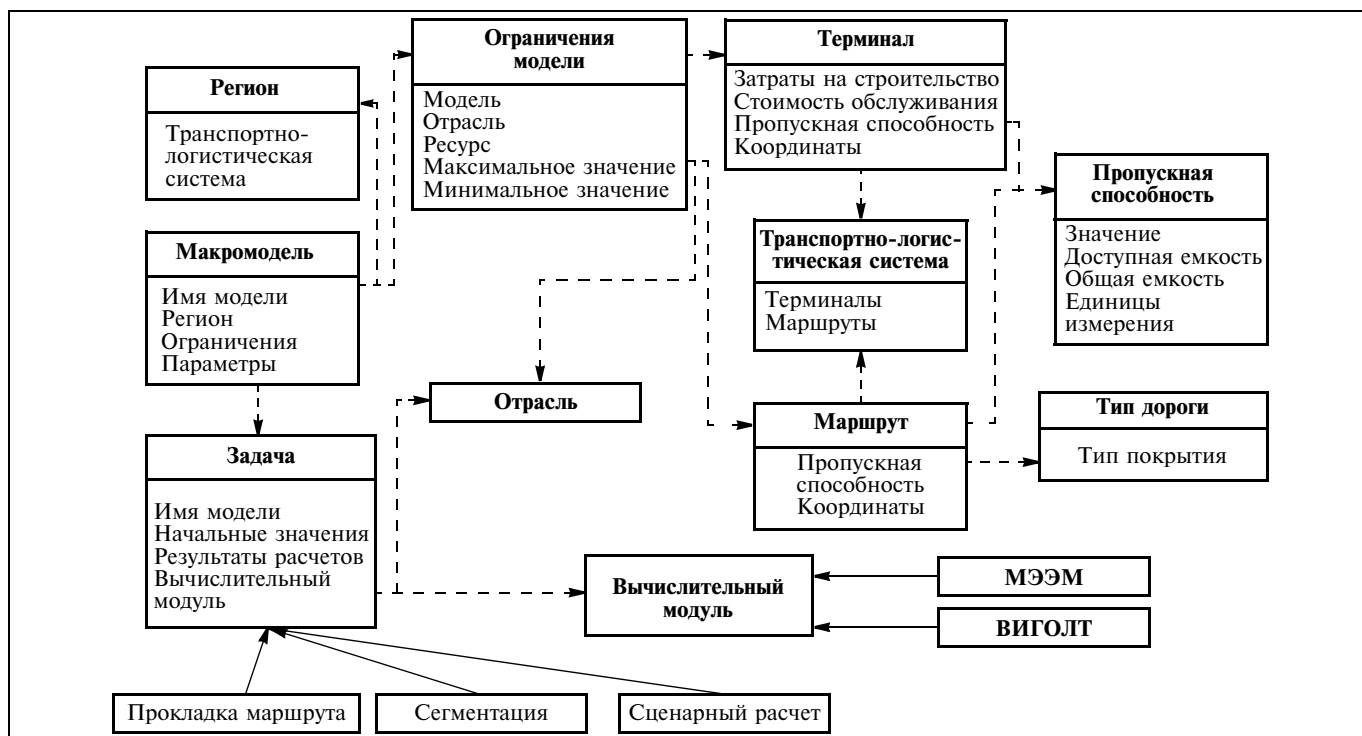 Регион
Транспортно-
логистическая
система
Ограничения
модели
Модель
Отрасль
Ресурс
Максимальное значение
Минимальное значение
Терминал
Затраты на строительство
Стоимость обслуживания
Пропускная способность
Координаты
Пропускная
способность
Значение
Доступная емкость
Общая емкость
Единицы
измерения
Макромодель
Имя модели
Регион
Ограничения
Параметры
Транспортно-логис-
тическая система
Терминалы
Маршруты
Отрасль
Маршрут
Пропускная
способность
Координаты
Тип дороги
Тип покрытия
Задача
Имя модели
Начальные значения
Результаты расчетов
Вычислительный
модуль
Вычислительный
модуль
МЭЭМ
ВИГОЛТ
Прокладка маршрута
Сегментация
Сценарный расчет